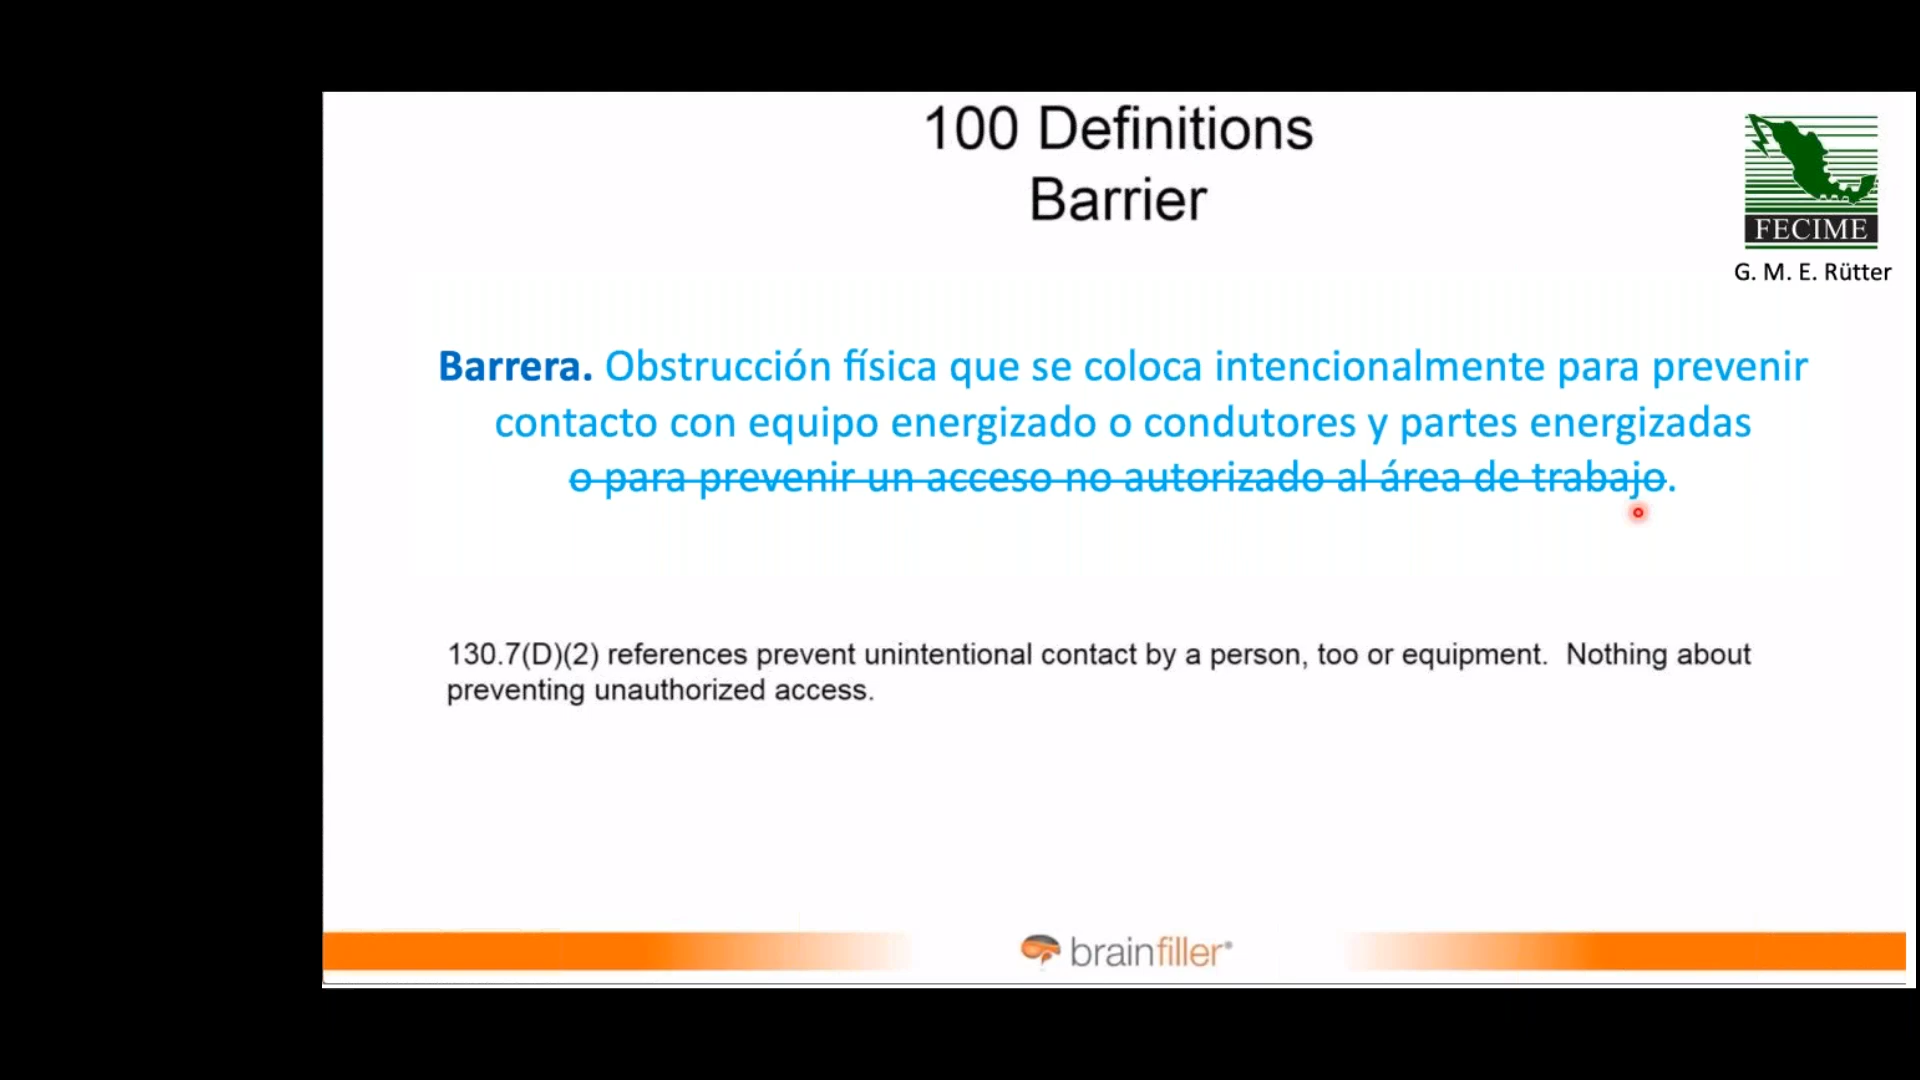 100 Definitions
Barrier
FECIME
G. M. E. Rütter
Barrera. Obstrucción física que se coloca intencionalmente para prevenir
contacto con equipo energizado o condutores y partes energizadas
o para prevenir un acceso no autorizado al área de trabajo.
130.7(D)(2) references prevent unintentional contact by a person, too or equipment.  Nothing about
preventing unauthorized access.
brainfiller®